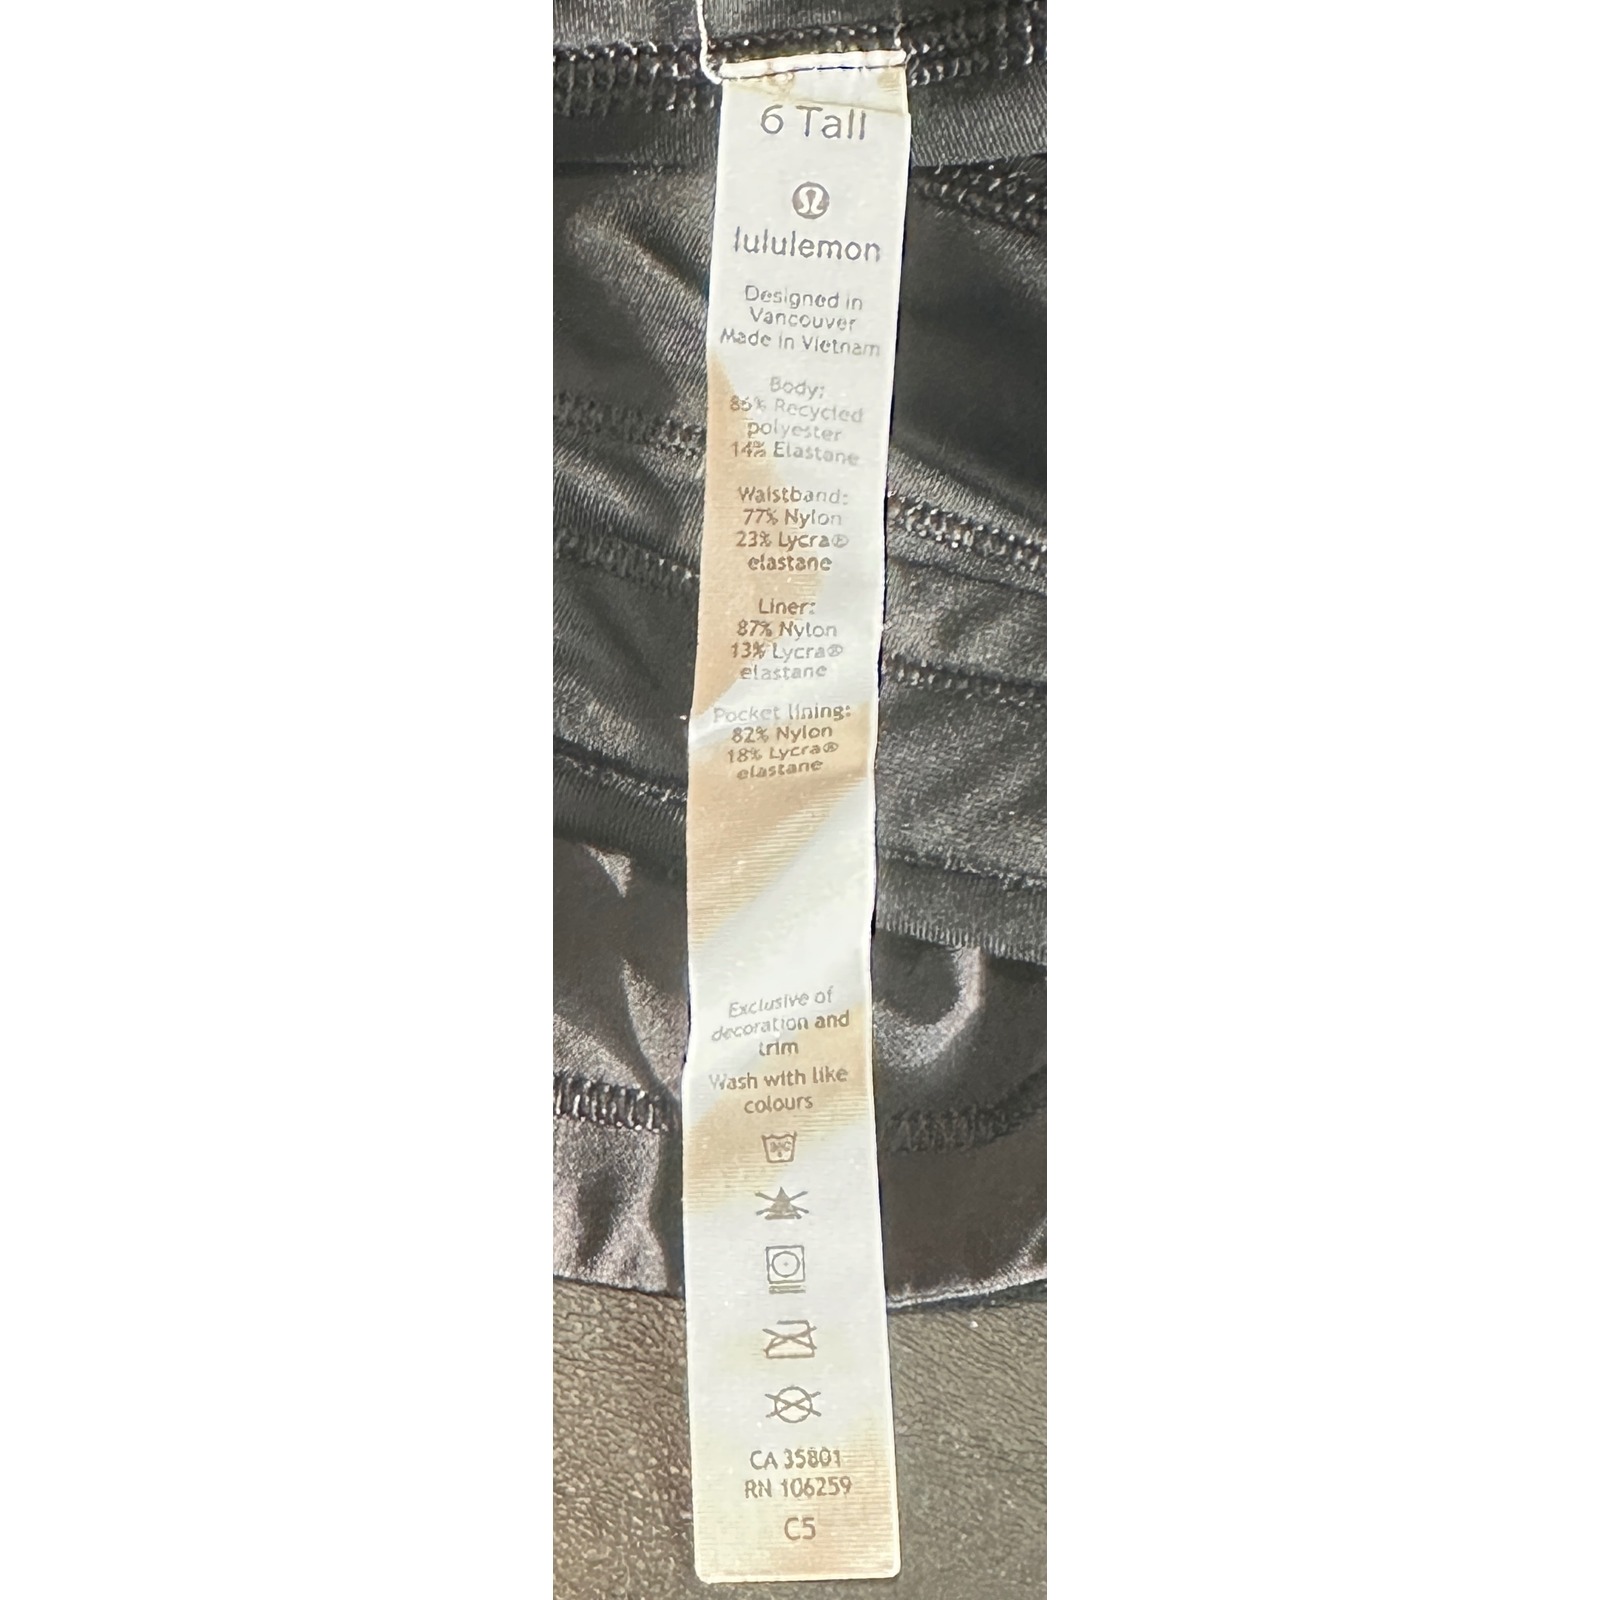 6 Tall
lululemon
Designed in
Vancouver
Made in Vietnam
Body:
86% Recycled
polyester
14% Elastane
Waistband:
77% Nylon
23% Lycra®
elastane
Liner:
87% Nylon
13% Lycra®
elastane
Pocket lining:
82% Nylon
18% Lycra®
elastane
Exclusive of
decoration and
trim
Wash with like
colours
CA 35801
RN 106259
C5